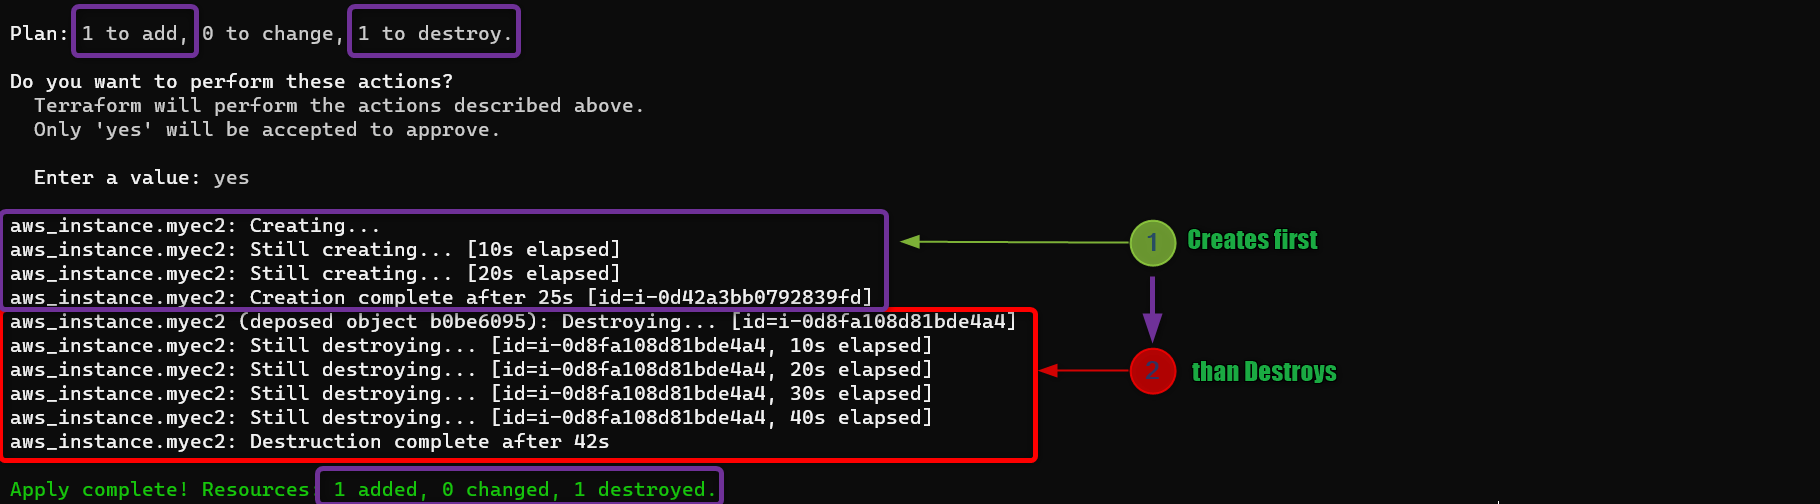 Plan: 1 to add, 0 to change, 1 to destroy.
Do you want to perform these actions?
Terraform will perform the actions described above.
Only 'yes' will be accepted to approve.
Enter a value: yes
aws_instance.myec2: Creating...
aws_instance.myec2: Still creating... [10s elapsed]
aws_instance.myec2: Still creating... [20s elapsed]
aws_instance.myec2: Creation complete after 25s [id=i-0d42a3bb0792839fd]
1 Creates first
aws_instance.myec2 (deposed object b0be6095): Destroying... [id=i-0d8fa108d81bde4a4]
aws_instance.myec2: Still destroying... [id=i-0d8fa108d81bde4a4, 10s elapsed]
aws_instance.myec2: Still destroying... [id=i-0d8fa108d81bde4a4, 20s elapsed]
aws_instance.myec2: Still destroying... [id=i-0d8fa108d81bde4a4, 30s elapsed]
aws_instance.myec2: Still destroying... [id=i-0d8fa108d81bde4a4, 40s elapsed]
aws_instance.myec2: Destruction complete after 42s
2 than Destroys
Apply complete! Resources: 1 added, 0 changed, 1 destroyed.